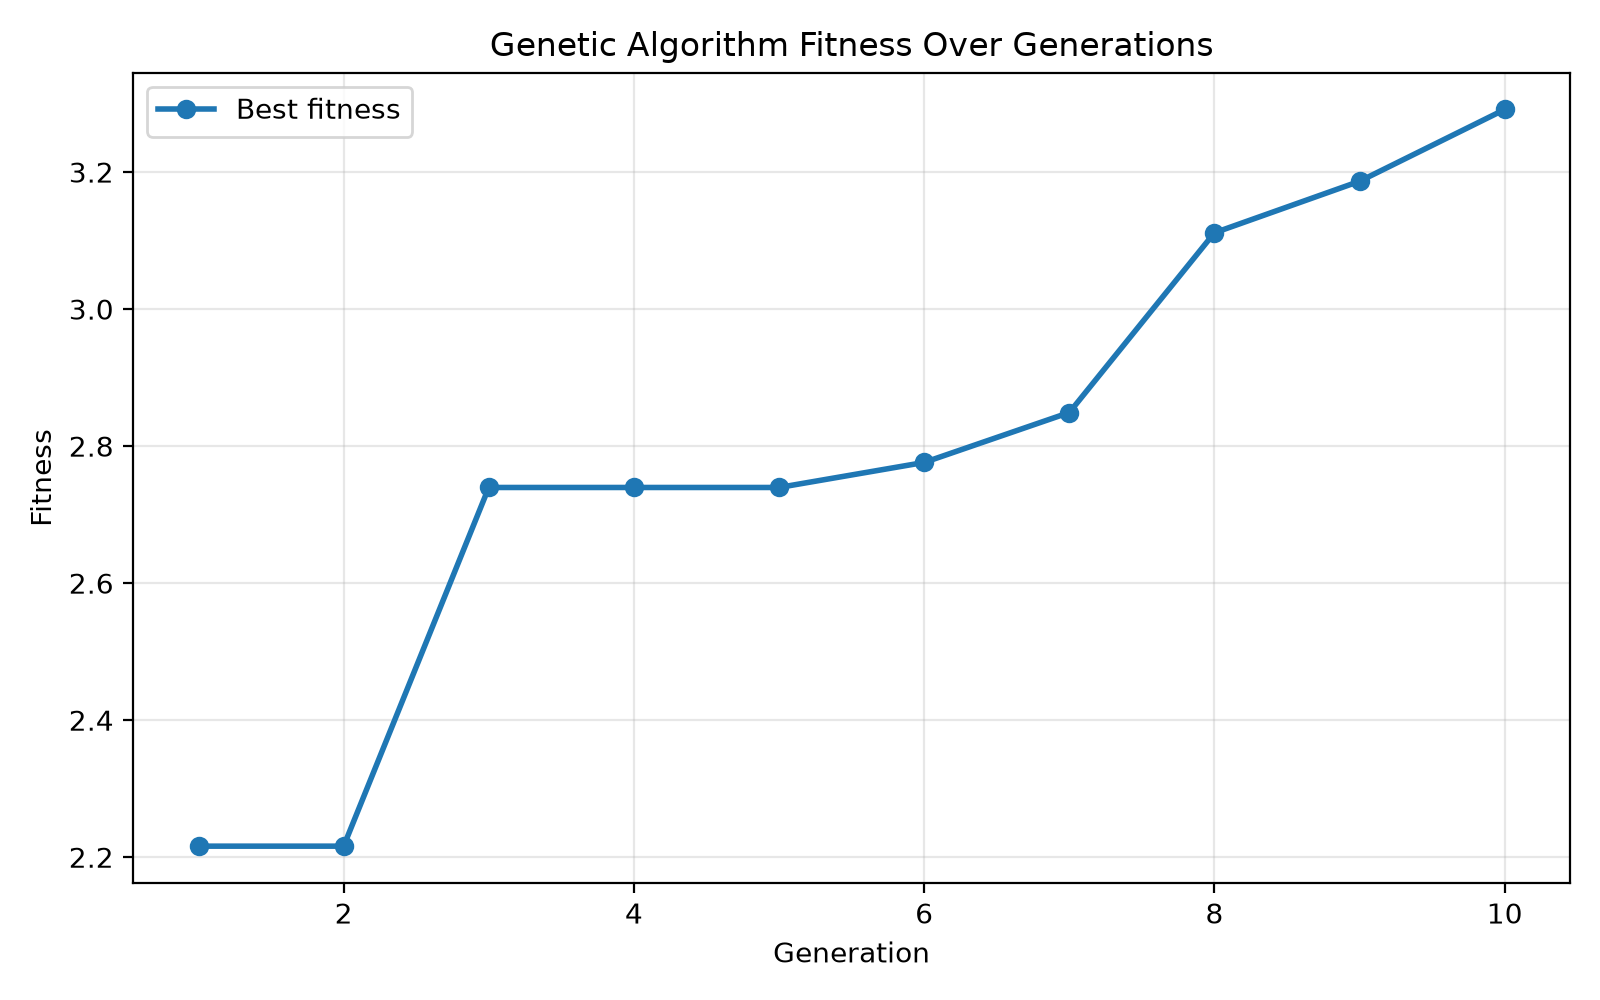 Genetic Algorithm Fitness Over Generations
Best fitness
3.2
3.0
2.8
2.6
2.4
2.2
Fitness
2
4
6
8
10
Generation